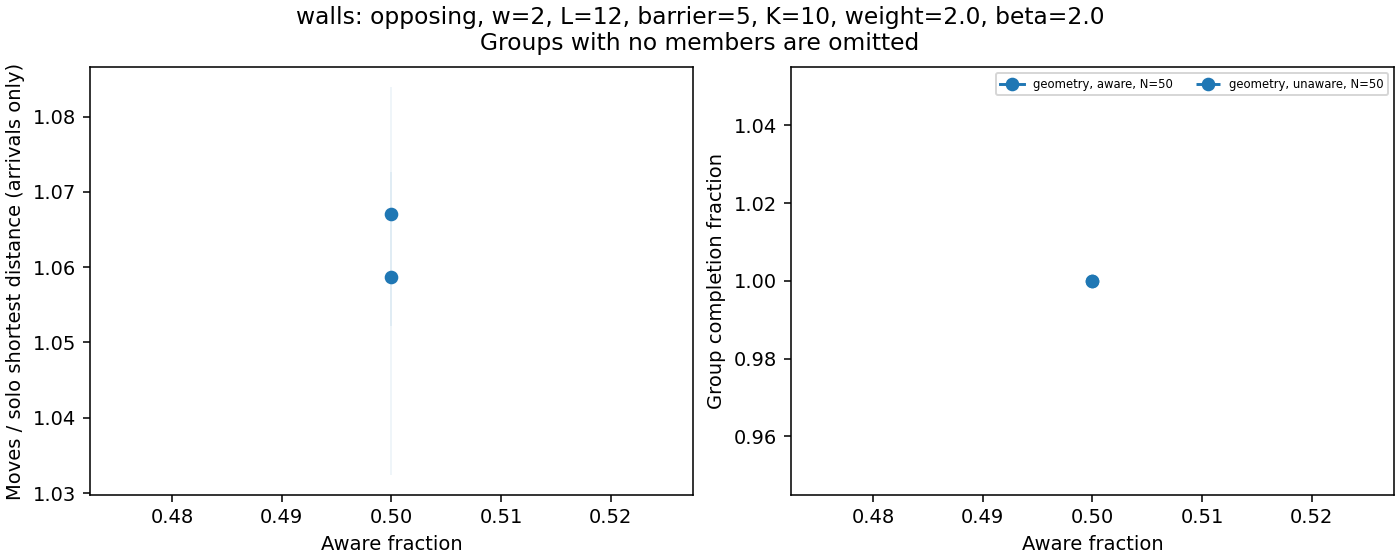 walls: opposing, w=2, L=12, barrier=5, K=10, weight=2.0, beta=2.0
Groups with no members are omitted
Moves / solo shortest distance (arrivals only)
1.08
1.07
1.06
1.05
1.04
1.03
0.48 0.49 0.50 0.51 0.52
Aware fraction
geometry, aware, N=50 geometry, unaware, N=50
Group completion fraction
1.04
1.02
1.00
0.98
0.96
0.48 0.49 0.50 0.51 0.52
Aware fraction